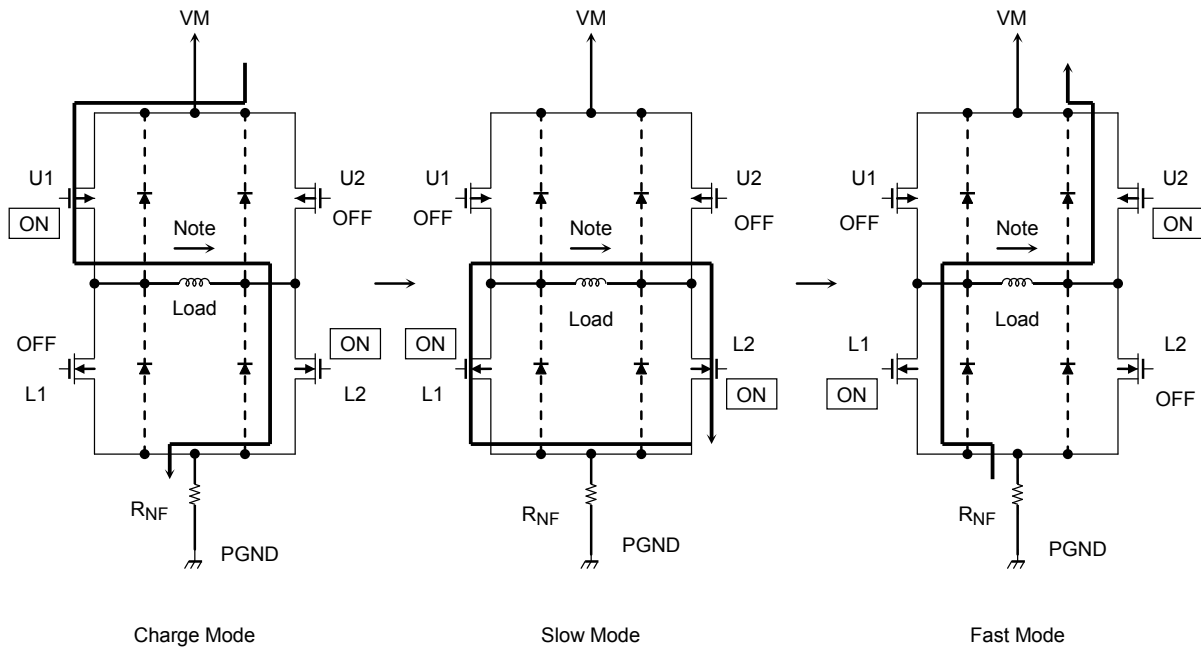 VM
U1
ON
U2
OFF
Note
Load
OFF
L1
ON
L2
RNF
PGND
Charge Mode
VM
U1
OFF
U2
OFF
Note
Load
ON
L1
L2
ON
RNF
PGND
Slow Mode
VM
U1
OFF
U2
ON
Note
Load
L1
ON
L2
OFF
RNF
PGND
Fast Mode